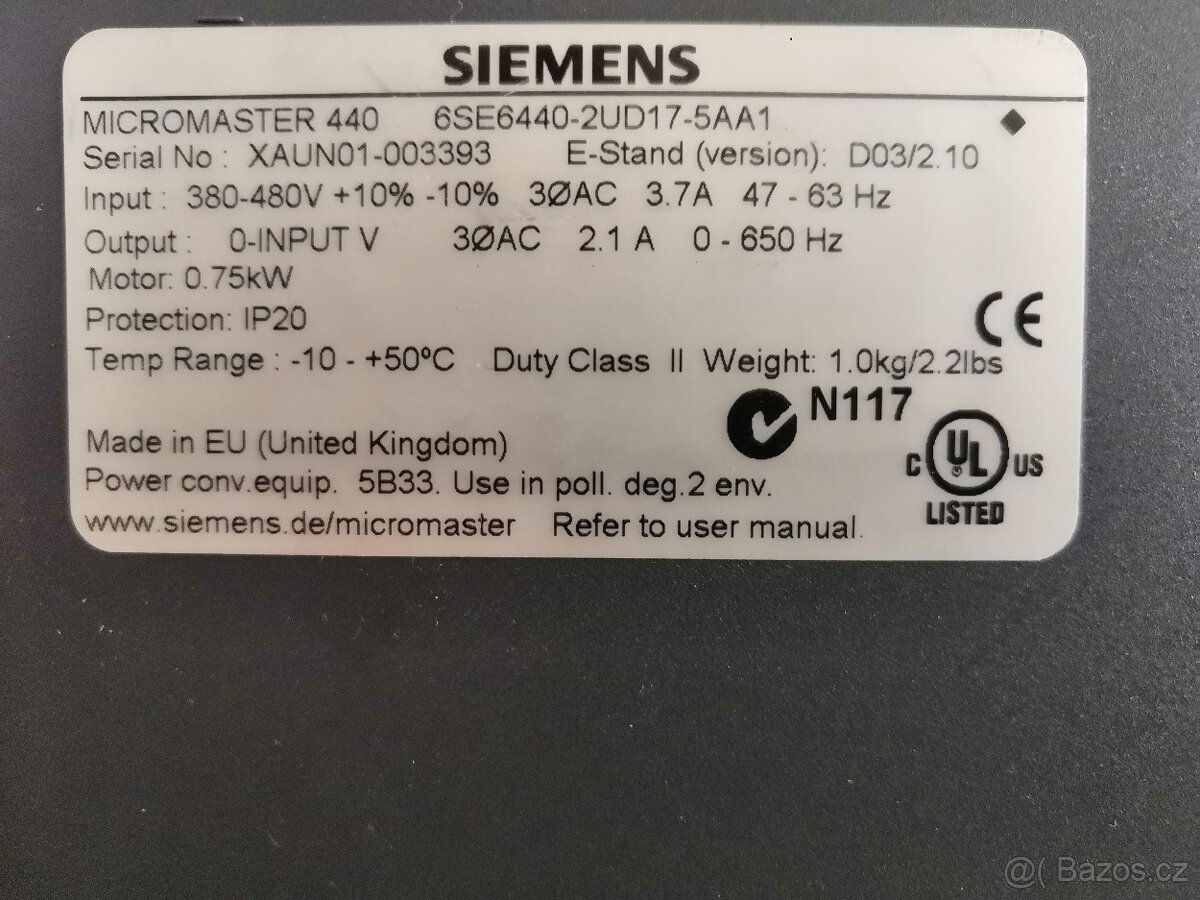 SIEMENS
MICROMASTER 440 6SE6440-2UD17-5AA1
Serial No : XAUN01-003393 E-Stand (version): D03/2.10
Input : 380-480V +10% -10% 3ØAC 3.7A 47 - 63 Hz
Output : 0-INPUT V 3ØAC 2.1 A 0 - 650 Hz
Motor: 0.75kW
Protection: IP20
CE
Temp Range : -10 - +50ºC Duty Class II Weight: 1.0kg/2.2lbs
N117
Made in EU (United Kingdom)
C UL US
LISTED
Power conv.equip. 5B33. Use in poll. deg.2 env.
www.siemens.de/micromaster Refer to user manual.
@( Bazos.cz